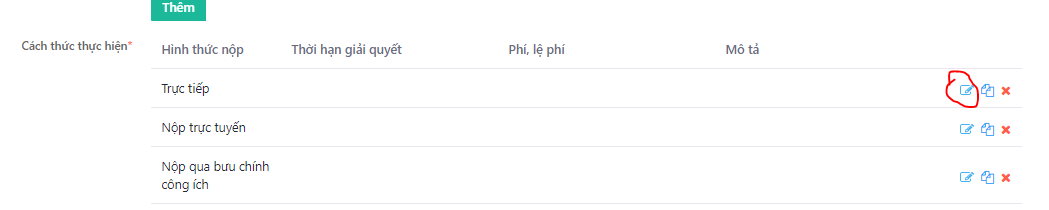 Thêm
Cách thức thực hiện* Hình thức nộp Thời hạn giải quyết Phí, lệ phí Mô tả
Trực tiếp
Nộp trực tuyến
Nộp qua bưu chính
công ích